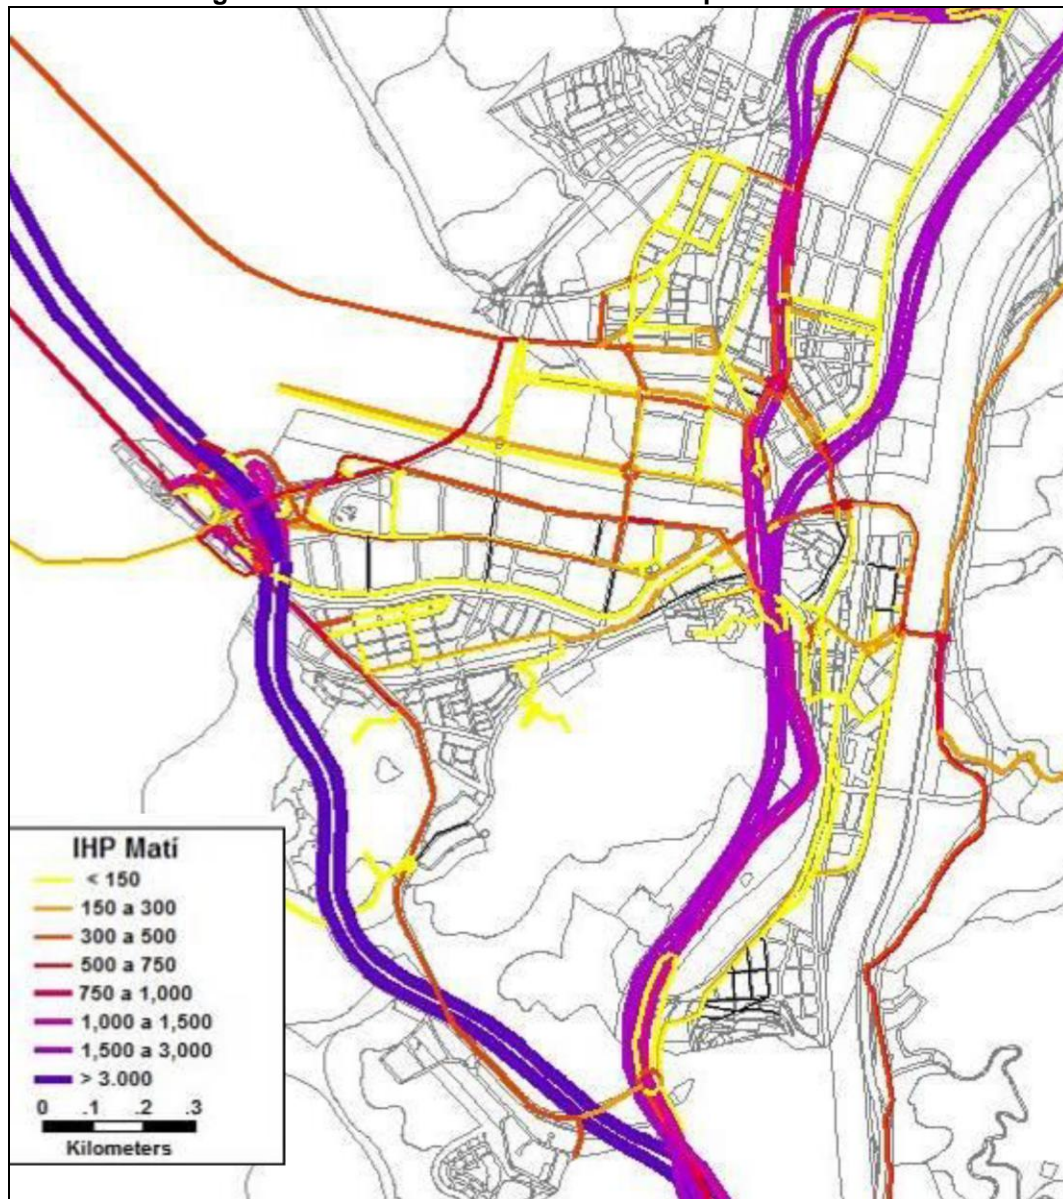 IHP Matí
< 150
150 a 300
300 a 500
500 a 750
750 a 1,000
1,000 a 1,500
1,500 a 3,000
> 3.000
0 .1 .2 .3
Kilometers